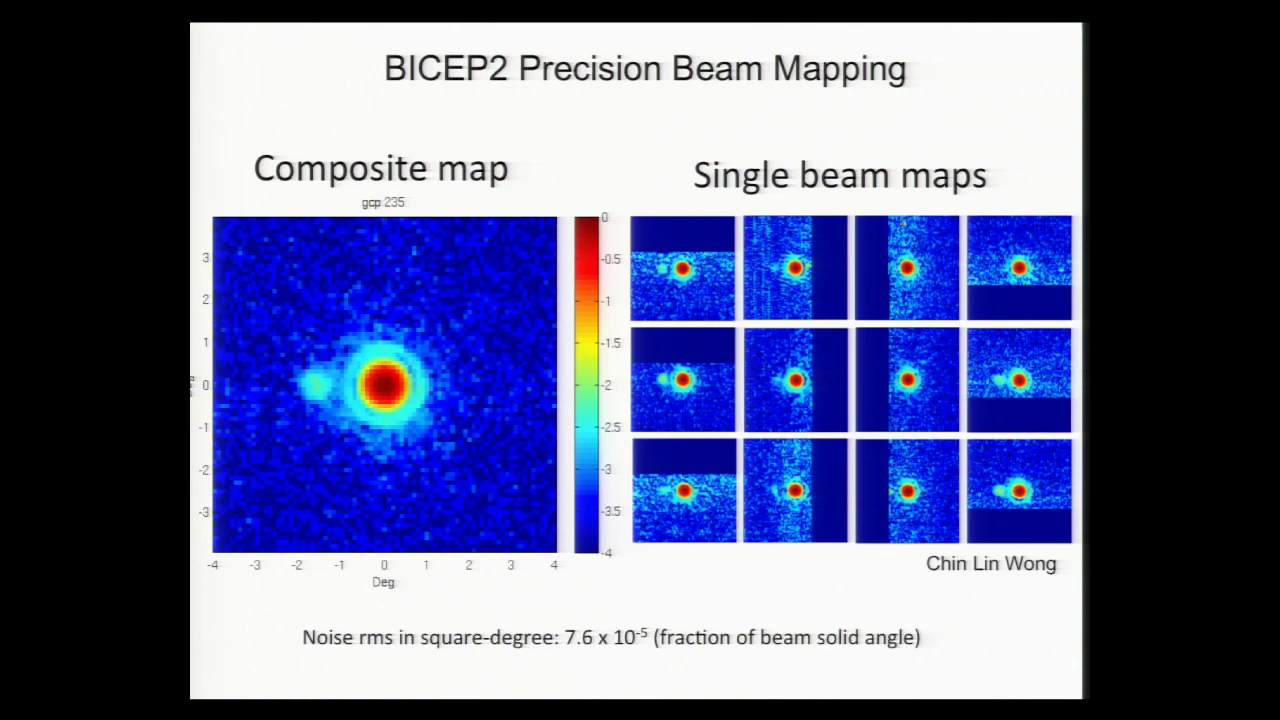 BICEP2 Precision Beam Mapping
Composite map
Single beam maps
gcp 235
0
-0.5
-1
-1.5
-2
-2.5
-3
-3.5
-4
3
2
1
0
-1
-2
-3
-4 -3 -2 -1 0 1 2 3 4
Deg
Chin Lin Wong
Noise rms in square-degree: 7.6 x 10⁻⁵ (fraction of beam solid angle)